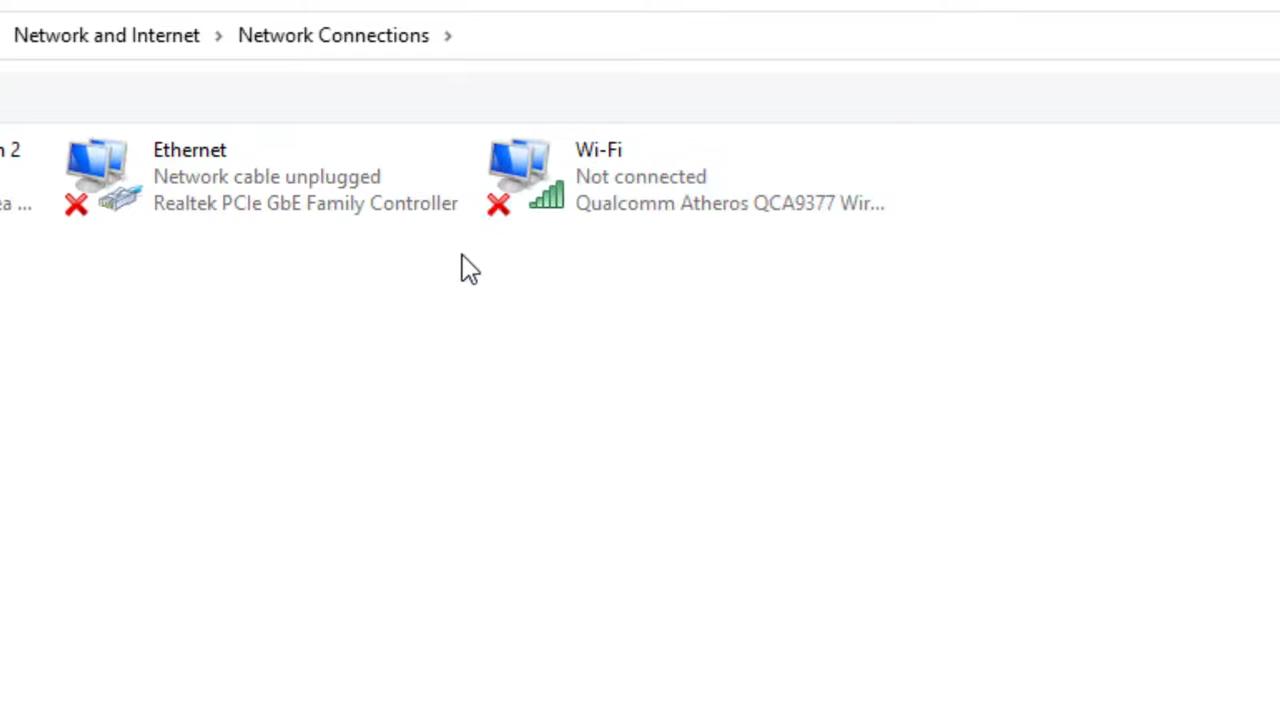 Network and Internet > Network Connections >
n 2
ea ...
Ethernet
Network cable unplugged
Realtek PCIe GbE Family Controller
Wi-Fi
Not connected
Qualcomm Atheros QCA9377 Wir...